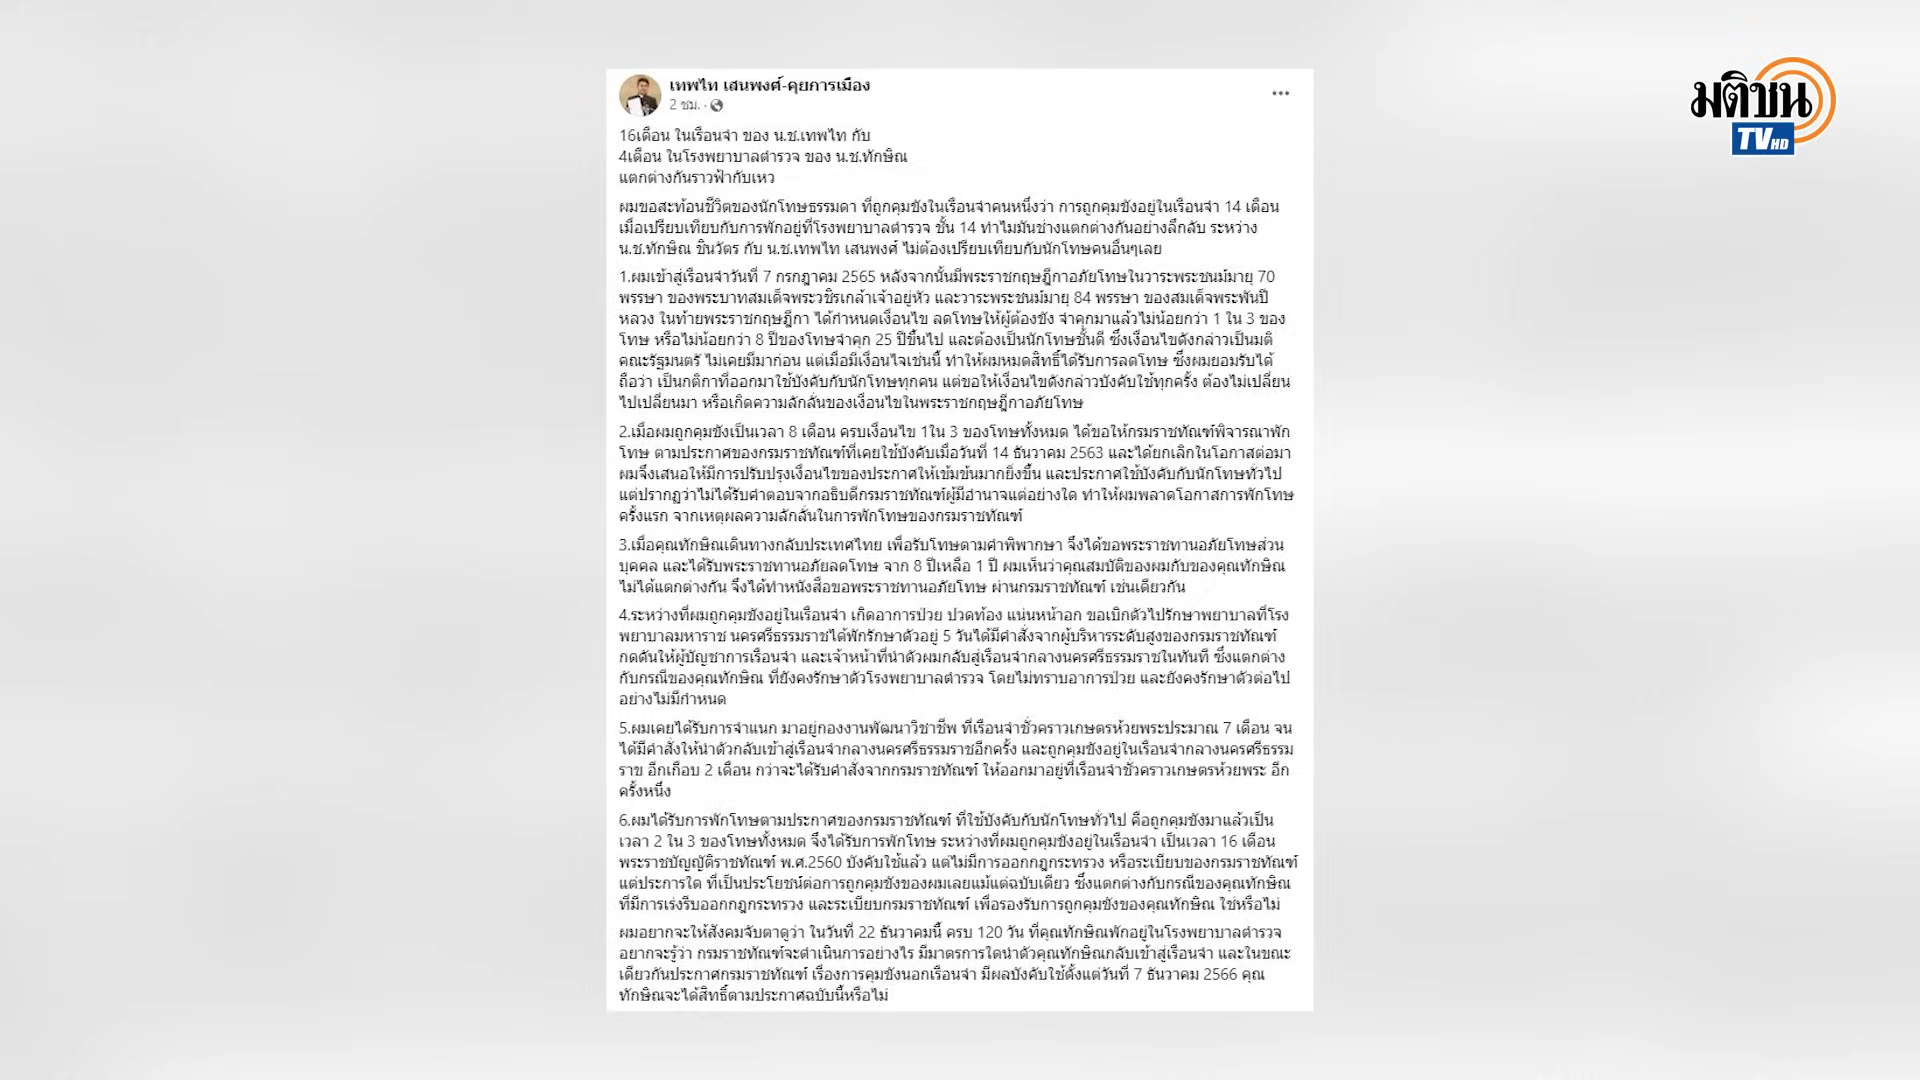 เทพไท เสนพงศ์-คุยการเมือง
2 ชม. ·
มติชน
TV HD
16เดือน ในเรือนจำ ของ น.ช.เทพไท กับ
4เดือน ในโรงพยาบาลตำรวจ ของ น.ช.ทักษิณ
แตกต่างกันราวฟ้ากับเหว
ผมขอสะท้อนชีวิตของนักโทษธรรมดา ที่ถูกคุมขังในเรือนจำคนหนึ่งว่า การถูกคุมขังอยู่ในเรือนจำ 14 เดือน
เมื่อเปรียบเทียบกับการพักอยู่ที่โรงพยาบาลตำรวจ ชั้น 14 ทำไมมันช่างแตกต่างกันอย่างลึกลับ ระหว่าง
น.ช.ทักษิณ ชินวัตร กับ น.ช.เทพไท เสนพงศ์ ไม่ต้องเปรียบเทียบกับนักโทษคนอื่นๆเลย
1.ผมเข้าสู่เรือนจำวันที่ 7 กรกฎาคม 2565 หลังจากนั้นมีพระราชกฤษฎีกาอภัยโทษในวาระพระชนม์มายุ 70
พรรษา ของพระบาทสมเด็จพระวชิรเกล้าเจ้าอยู่หัว และวาระพระชนม์มายุ 84 พรรษา ของสมเด็จพระพันปี
หลวง ในท้ายพระราชกฤษฎีกา ได้กำหนดเงื่อนไข ลดโทษให้ผู้ต้องขัง จำคุกมาแล้วไม่น้อยกว่า 1 ใน 3 ของ
โทษ หรือไม่น้อยกว่า 8 ปีของโทษจำคุก 25 ปีขึ้นไป และต้องเป็นนักโทษชั้นดี ซึ่งเงื่อนไขดังกล่าวเป็นมติ
คณะรัฐมนตรี ไม่เคยมีมาก่อน แต่เมื่อมีเงื่อนไจเช่นนี้ ทำให้ผมหมดสิทธิ์ได้รับการลดโทษ ซึ่งผมยอมรับได้
ถือว่า เป็นกติกาที่ออกมาใช้บังคับกับนักโทษทุกคน แต่ขอให้เงื่อนไขดังกล่าวบังคับใช้ทุกครั้ง ต้องไม่เปลี่ยน
ไปเปลี่ยนมา หรือเกิดความลักลั่นของเงื่อนไขในพระราชกฤษฎีกาอภัยโทษ
2.เมื่อผมถูกคุมขังเป็นเวลา 8 เดือน ครบเงื่อนไข 1ใน 3 ของโทษทั้งหมด ได้ขอให้กรมราชทัณฑ์พิจารณาพัก
โทษ ตามประกาศของกรมราชทัณฑ์ที่เคยใช้บังคับเมื่อวันที่ 14 ธันวาคม 2563 และได้ยกเลิกในโอกาสต่อมา
ผมจึงเสนอให้มีการปรับปรุงเงื่อนไขของประกาศให้เข้มข้นมากยิ่งขึ้น และประกาศใช้บังคับกับนักโทษทั่วไป
แต่ปรากฏว่าไม่ได้รับคำตอบจากอธิบดีกรมราชทัณฑ์ผู้มีอำนาจแต่อย่างใด ทำให้ผมพลาดโอกาสการพักโทษ
ครั้งแรก จากเหตุผลความลักลั่นในการพักโทษของกรมราชทัณฑ์
3.เมื่อคุณทักษิณเดินทางกลับประเทศไทย เพื่อรับโทษตามคำพิพากษา จึงได้ขอพระราชทานอภัยโทษส่วน
บุคคล และได้รับพระราชทานอภัยลดโทษ จาก 8 ปีเหลือ 1 ปี ผมเห็นว่าคุณสมบัติของผมกับของคุณทักษิณ
ไม่ได้แตกต่างกัน จึงได้ทำหนังสือขอพระราชทานอภัยโทษ ผ่านกรมราชทัณฑ์ เช่นเดียวกัน
4.ระหว่างที่ผมถูกคุมขังอยู่ในเรือนจำ เกิดอาการป่วย ปวดท้อง แน่นหน้าอก ขอเบิกตัวไปรักษาพยาบาลที่โรง
พยาบาลมหาราช นครศรีธรรมราชได้พักรักษาตัวอยู่ 5 วันได้มีคำสั่งจากผู้บริหารระดับสูงของกรมราชทัณฑ์
กดดันให้ผู้บัญชาการเรือนจำ และเจ้าหน้าที่นำตัวผมกลับสู่เรือนจำกลางนครศรีธรรมราชในทันที ซึ่งแตกต่าง
กับกรณีของคุณทักษิณ ที่ยังคงรักษาตัวโรงพยาบาลตำรวจ โดยไม่ทราบอาการป่วย และยังคงรักษาตัวต่อไป
อย่างไม่มีกำหนด
5.ผมเคยได้รับการจำแนก มาอยู่กองงานพัฒนาวิชาชีพ ที่เรือนจำชั่วคราวเกษตรห้วยพระประมาณ 7 เดือน จน
ได้มีคำสั่งให้นำตัวกลับเข้าสู่เรือนจำกลางนครศรีธรรมราชอีกครั้ง และถูกคุมขังอยู่ในเรือนจำกลางนครศรีธรรม
ราข อีกเกือบ 2 เดือน กว่าจะได้รับคำสั่งจากกรมราชทัณฑ์ ให้ออกมาอยู่ที่เรือนจำชั่วคราวเกษตรห้วยพระ อีก
ครั้งหนึ่ง
6.ผมได้รับการพักโทษตามประกาศของกรมราชทัณฑ์ ที่ใช้บังคับกับนักโทษทั่วไป คือถูกคุมขังมาแล้วเป็น
เวลา 2 ใน 3 ของโทษทั้งหมด จึงได้รับการพักโทษ ระหว่างที่ผมถูกคุมขังอยู่ในเรือนจำ เป็นเวลา 16 เดือน
พระราชบัญญัติราชทัณฑ์ พ.ศ.2560 บังคับใช้แล้ว แต่ไม่มีการออกกฎกระทรวง หรือระเบียบของกรมราชทัณฑ์
แต่ประการใด ที่เป็นประโยชน์ต่อการถูกคุมขังของผมเลยแม้แต่ฉบับเดียว ซึ่งแตกต่างกับกรณีของคุณทักษิณ
ที่มีการเร่งรีบออกกฎกระทรวง และระเบียบกรมราชทัณฑ์ เพื่อรองรับการถูกคุมขังของคุณทักษิณ ใช่หรือไม่
ผมอยากจะให้สังคมจับตาดูว่า ในวันที่ 22 ธันวาคมนี้ ครบ 120 วัน ที่คุณทักษิณพักอยู่ในโรงพยาบาลตำรวจ
อยากจะรู้ว่า กรมราชทัณฑ์จะดำเนินการอย่างไร มีมาตรการใดนำตัวคุณทักษิณกลับเข้าสู่เรือนจำ และในขณะ
เดียวกันประกาศกรมราชทัณฑ์ เรื่องการคุมขังนอกเรือนจำ มีผลบังคับใช้ตั้งแต่วันที่ 7 ธันวาคม 2566 คุณ
ทักษิณจะได้สิทธิ์ตามประกาศฉบับนี้หรือไม่